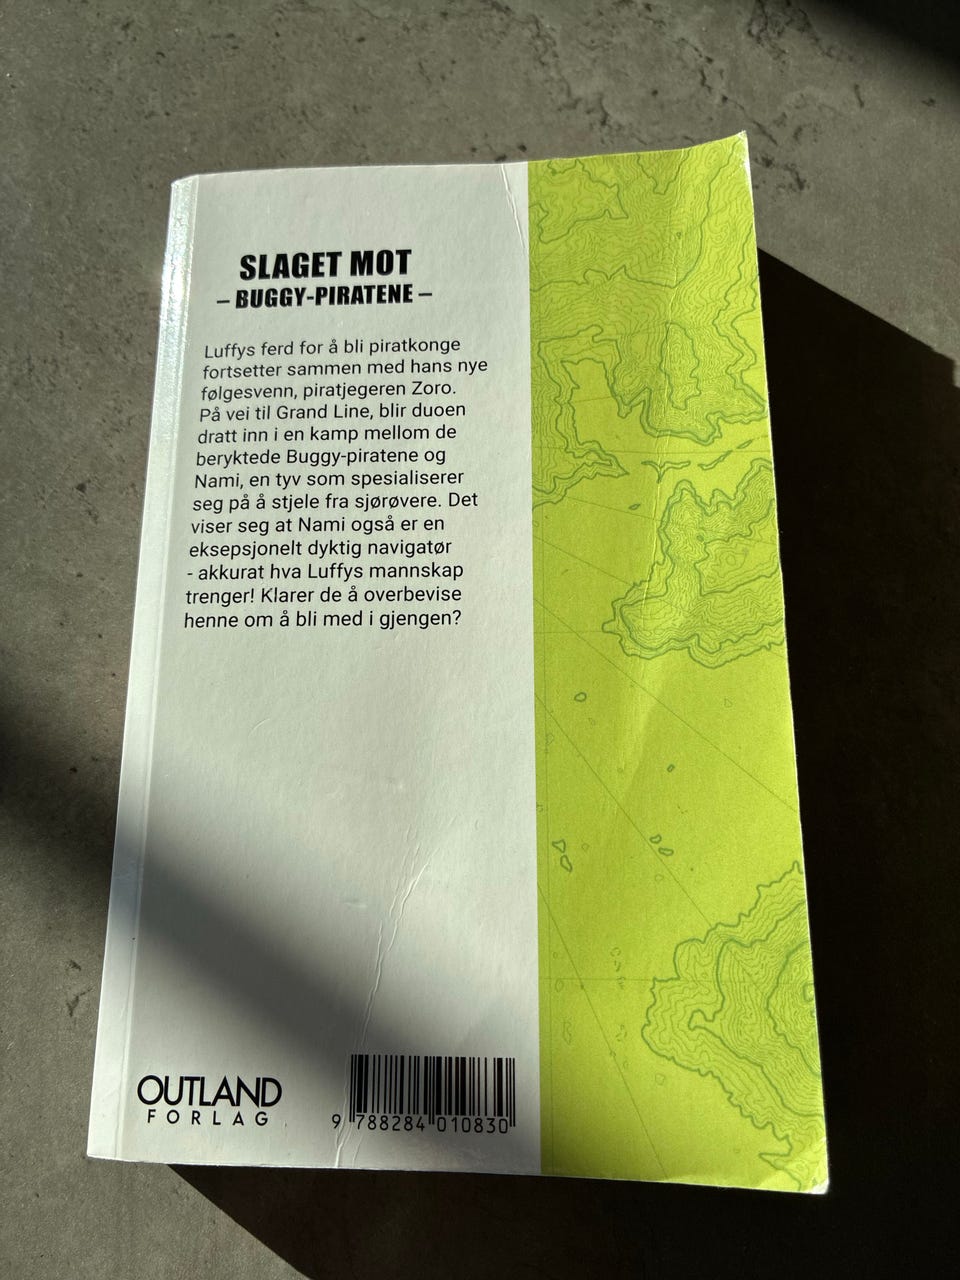 SLAGET MOT
– BUGGY-PIRATENE –
Luffys ferd for å bli piratkonge
fortsetter sammen med hans nye
følgesvenn, piratjegeren Zoro.
På vei til Grand Line, blir duoen
dratt inn i en kamp mellom de
beryktede Buggy-piratene og
Nami, en tyv som spesialiserer
seg på å stjele fra sjørøvere. Det
viser seg at Nami også er en
eksepsjonelt dyktig navigatør
- akkurat hva Luffys mannskap
trenger! Klarer de å overbevise
henne om å bli med i gjengen?
OUTLAND
FORLAG
9 788284 010830